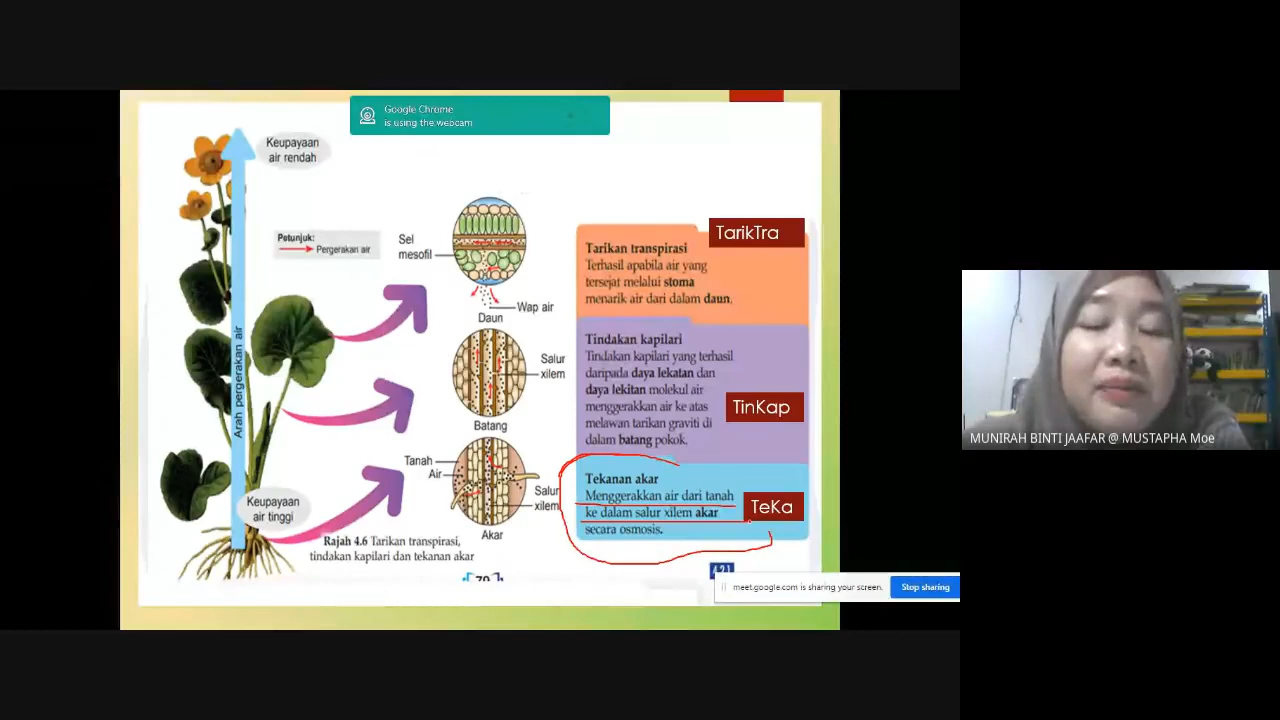 Google Chrome
is using the webcam
Keupayaan
air rendah
Arah pergerakan air
Petunjuk:
Pergerakan air
Sel
mesofil
Wap air
Daun
Salur
xilem
Batang
Tanah
Air
Salur
xilem
Akar
Keupayaan
air tinggi
Rajah 4.6 Tarikan transpirasi,
tindakan kapilari dan tekanan akar
TarikTra
Tarikan transpirasi
Terhasil apabila air yang
tersejat melalui stoma
menarik air dari dalam daun.
Tindakan kapilari
Tindakan kapilari yang terhasil
daripada daya lekatan dan
daya lekitan molekul air
menggerakkan air ke atas
melawan tarikan graviti di
dalam batang pokok.
TinKap
Tekanan akar
Menggerakkan air dari tanah
ke dalam salur xilem akar
secara osmosis.
TeKa
meet.google.com is sharing your screen.
Stop sharing
MUNIRAH BINTI JAAFAR @ MUSTAPHA Moe